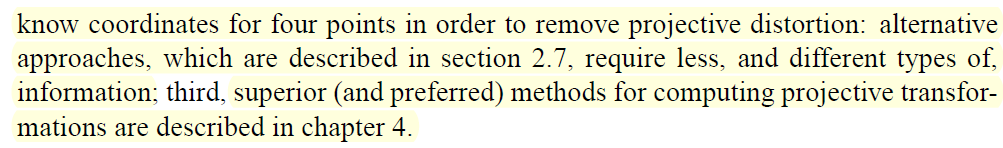 know coordinates for four points in order to remove projective distortion: alternative
approaches, which are described in section 2.7, require less, and different types of,
information; third, superior (and preferred) methods for computing projective transfor-
mations are described in chapter 4.